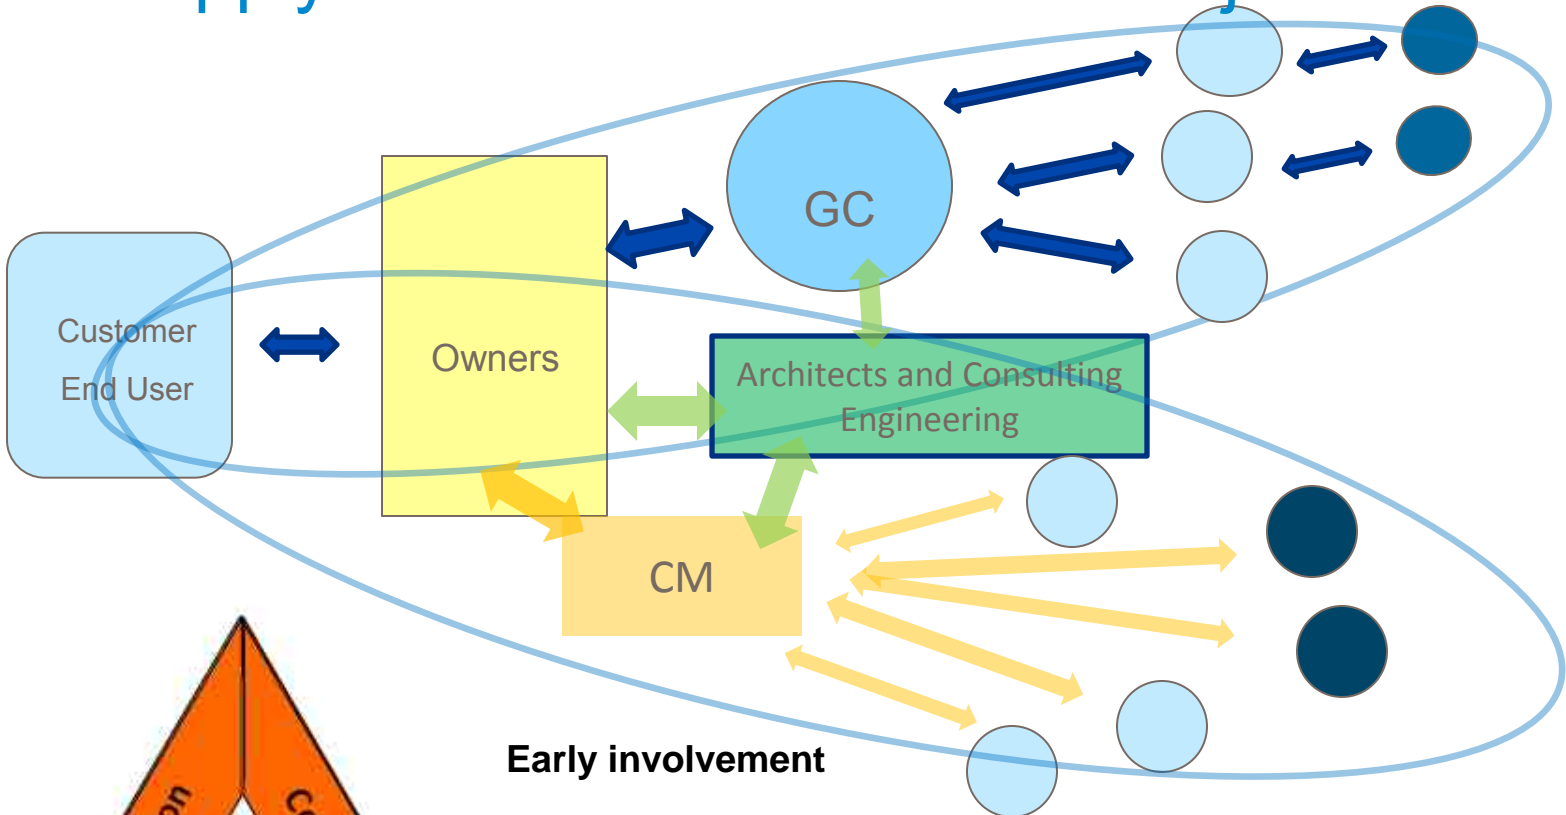 GC
Customer
End User
Owners
Architects and Consulting
Engineering
CM
Early involvement